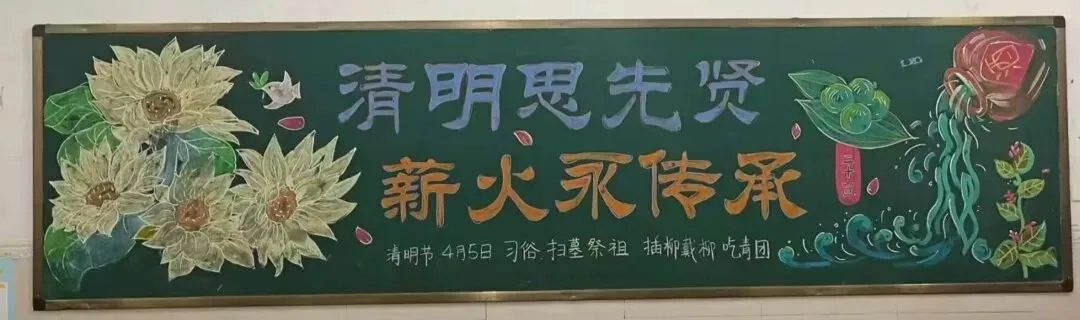 清明思先贤
薪火永传承
清明节 4月5日 习俗 扫墓祭祖 插柳戴柳 吃青团